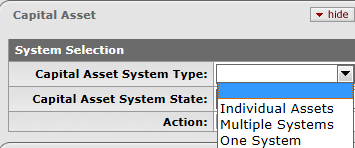 Capital Asset
hide
System Selection
Capital Asset System Type:
Individual Assets
Capital Asset System State:
Multiple Systems
Action:
One System